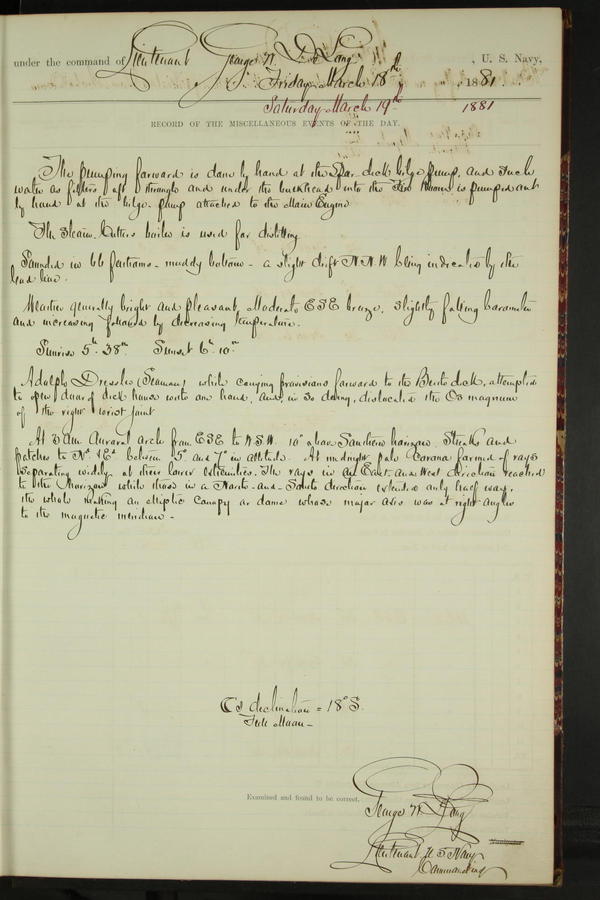 under the command of Lieutenant George W. De Long, U. S. Navy,
Friday March 18th, 1881.
Saturday March 19th 1881
RECORD OF THE MISCELLANEOUS EVENTS OF THE DAY.
The pumping forward is done by hand at the Spar deck bilge pump, and such
water as filters aft through and under the bulkhead into the Fire Room is pumped out
by hand at the bilge pump attached to the Main Engine
The Steam Cutters boiler is used for distilling
Sounded in 66 fathoms - muddy bottom - a slight drift N.N.W being indicated by the
lead line.
Weather generally bright and pleasant, Moderate ESE breeze, Slightly falling barometer
and increasing followed by decreasing temperature.
Sunrise 5h 38m Sunset 6h 10m
Adolph Dressler (Seaman) while carrying provisions forward to the Berth deck, attempted
to open door of deck house with one hand, and, in so doing, dislocated the Os magnum
of the right wrist joint
At 3 AM Auroral arch from ESE to WSW 10° above Southern horizon Streaks and
patches to Nd & Ed between 5° and 7° in altitude. At midnight pale Corona formed of rays
separating widely at their lower extremities. The rays in an East-and-West direction reached
to the Horizon while those in a North-and-South direction extended only half way,
the whole making an elliptic canopy or dome whose major axis was at right angles
to the magnetic meridian -
declination = 18° S.
Full Moon -
Examined and found to be correct.
George W. De Long
Lieutenant U.S. Navy
Commanding